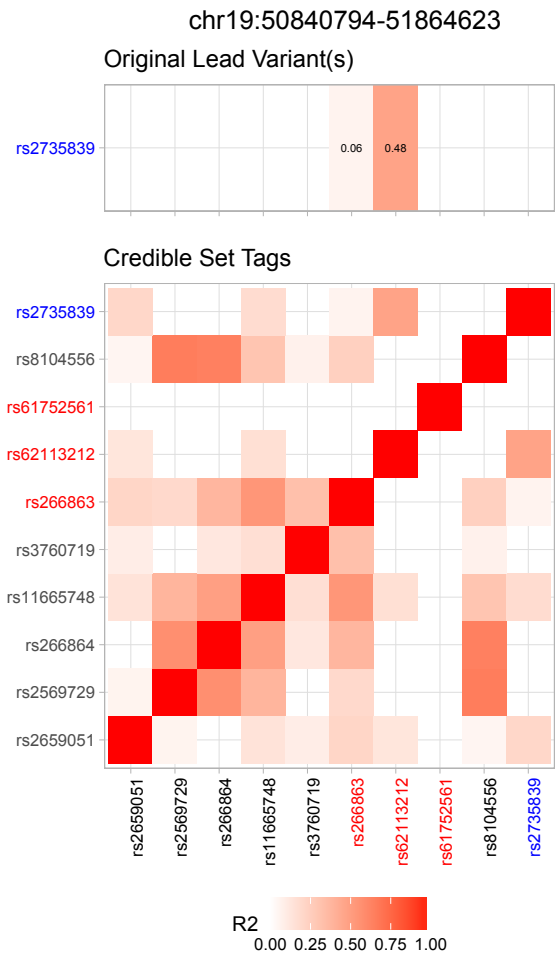 chr19:50840794-51864623
Original Lead Variant(s)
rs2735839
0.06 0.48
Credible Set Tags
rs2735839
rs8104556
rs61752561
rs62113212
rs266863
rs3760719
rs11665748
rs266864
rs2569729
rs2659051
rs2659051
rs2569729
rs266864
rs11665748
rs3760719
rs266863
rs62113212
rs61752561
rs8104556
rs2735839
R2
0.00 0.25 0.50 0.75 1.00